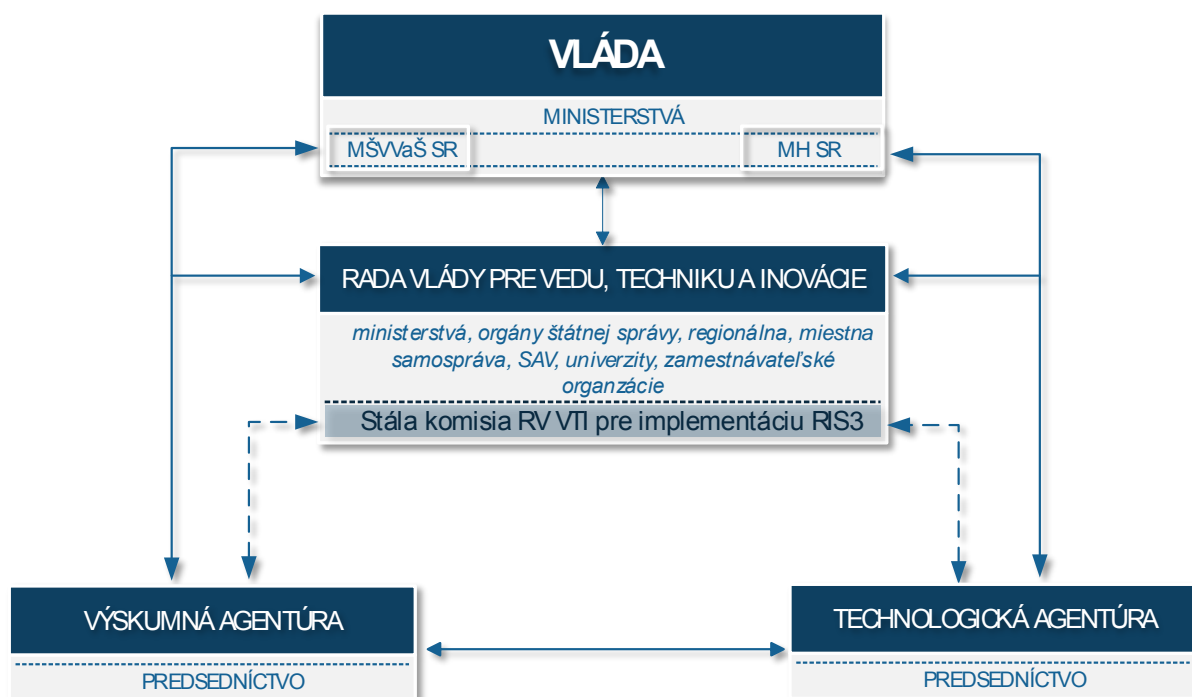 VLÁDA
MINISTERSTVÁ
MŠVVaŠ SR
MH SR
RADA VLÁDY PRE VEDU, TECHNIKU A INOVÁCIE
ministerstvá, orgány štátnej správy, regionálna, miestna
samospráva, SAV, univerzity, zamestnávateľské
organzácie
Stála komisia RV VTI pre implementáciu RIS3
VÝSKUMNÁ AGENTÚRA
TECHNOLOGICKÁ AGENTÚRA
PREDSEDNÍCTVO
PREDSEDNÍCTVO